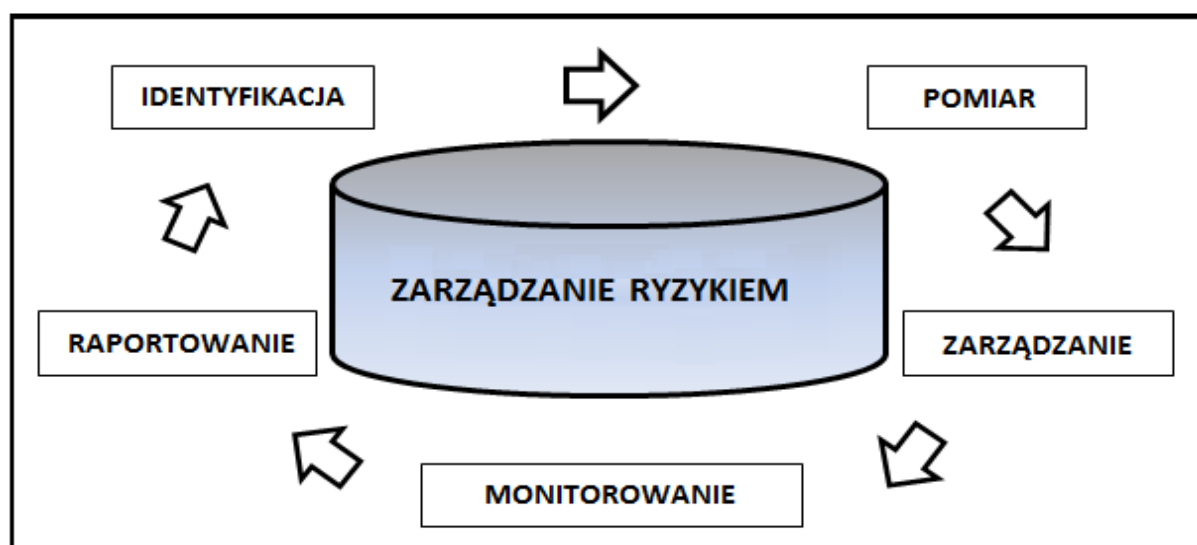 IDENTYFIKACJA
POMIAR
ZARZĄDZANIE RYZYKIEM
RAPORTOWANIE
ZARZĄDZANIE
MONITOROWANIE